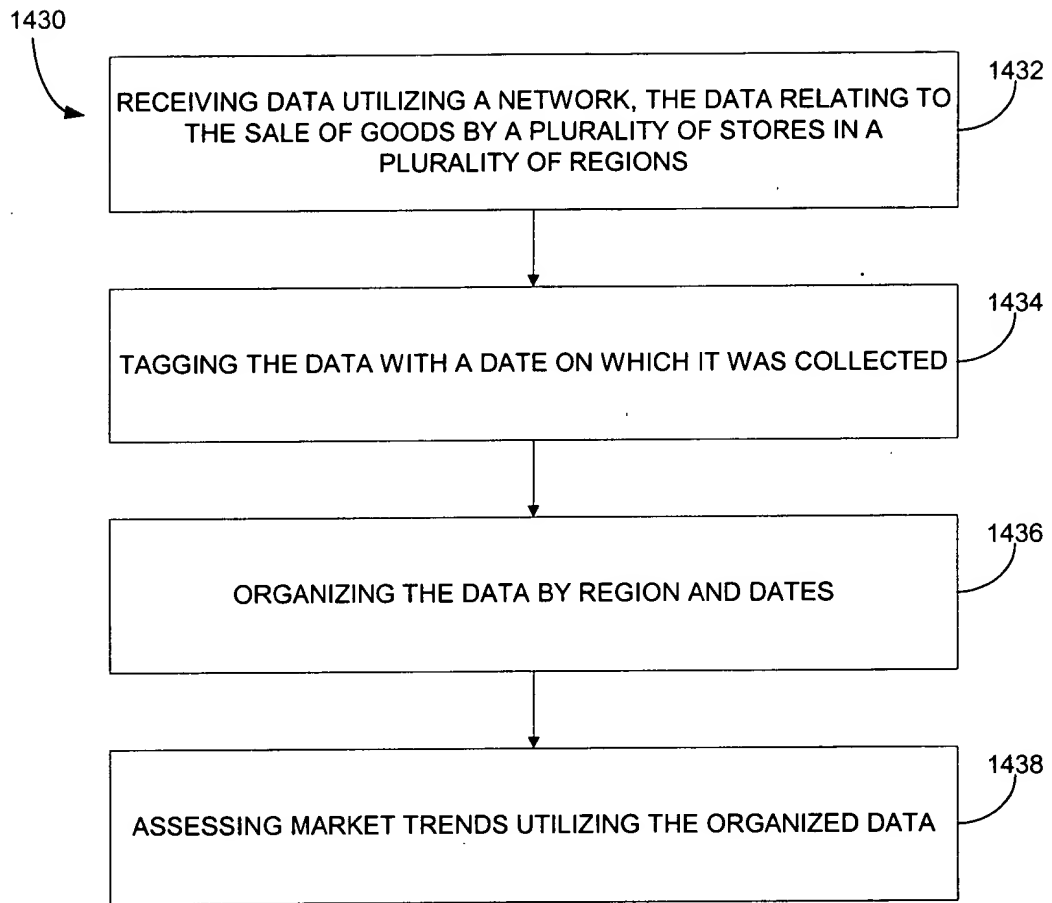 1430
1432
RECEIVING DATA UTILIZING A NETWORK, THE DATA RELATING TO
THE SALE OF GOODS BY A PLURALITY OF STORES IN A
PLURALITY OF REGIONS
1434
TAGGING THE DATA WITH A DATE ON WHICH IT WAS COLLECTED
1436
ORGANIZING THE DATA BY REGION AND DATES
1438
ASSESSING MARKET TRENDS UTILIZING THE ORGANIZED DATA